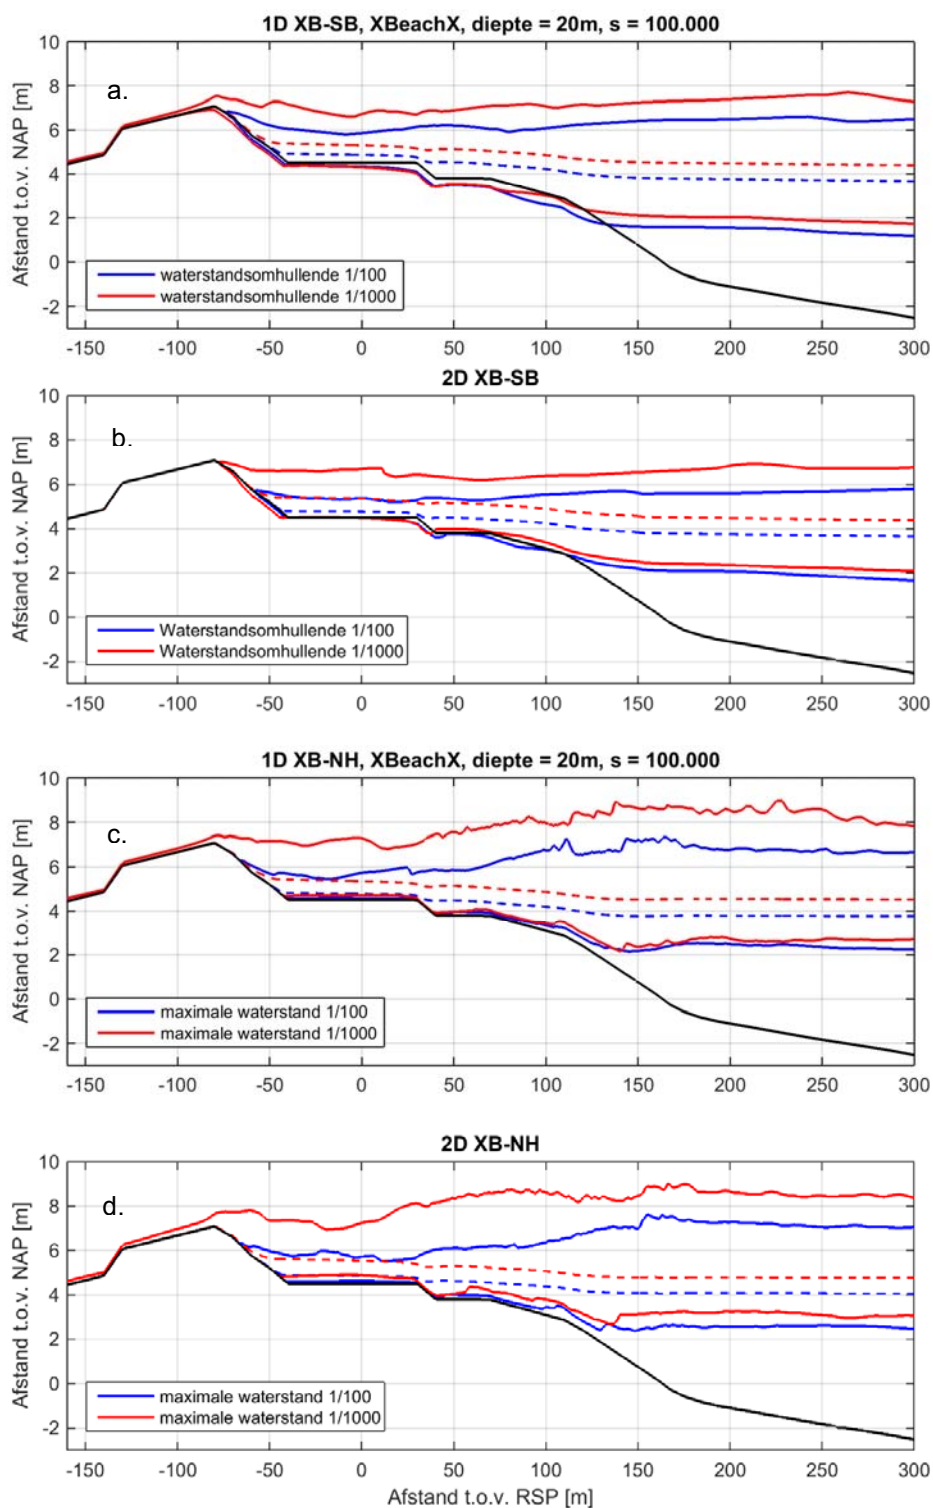 1D XB-SB, XBeachX, diepte = 20m, s = 100.000
a.
Afstand t.o.v. NAP [m]
10
8
6
4
2
0
-2
waterstandsomhullende 1/100
waterstandsomhullende 1/1000
-150 -100 -50 0 50 100 150 200 250 300
2D XB-SB
b.
Afstand t.o.v. NAP [m]
10
8
6
4
2
0
-2
Waterstandsomhullende 1/100
Waterstandsomhullende 1/1000
-150 -100 -50 0 50 100 150 200 250 300
1D XB-NH, XBeachX, diepte = 20m, s = 100.000
c.
Afstand t.o.v. NAP [m]
10
8
6
4
2
0
-2
maximale waterstand 1/100
maximale waterstand 1/1000
-150 -100 -50 0 50 100 150 200 250 300
2D XB-NH
d.
Afstand t.o.v. NAP [m]
10
8
6
4
2
0
-2
maximale waterstand 1/100
maximale waterstand 1/1000
-150 -100 -50 0 50 100 150 200 250 300
Afstand t.o.v. RSP [m]